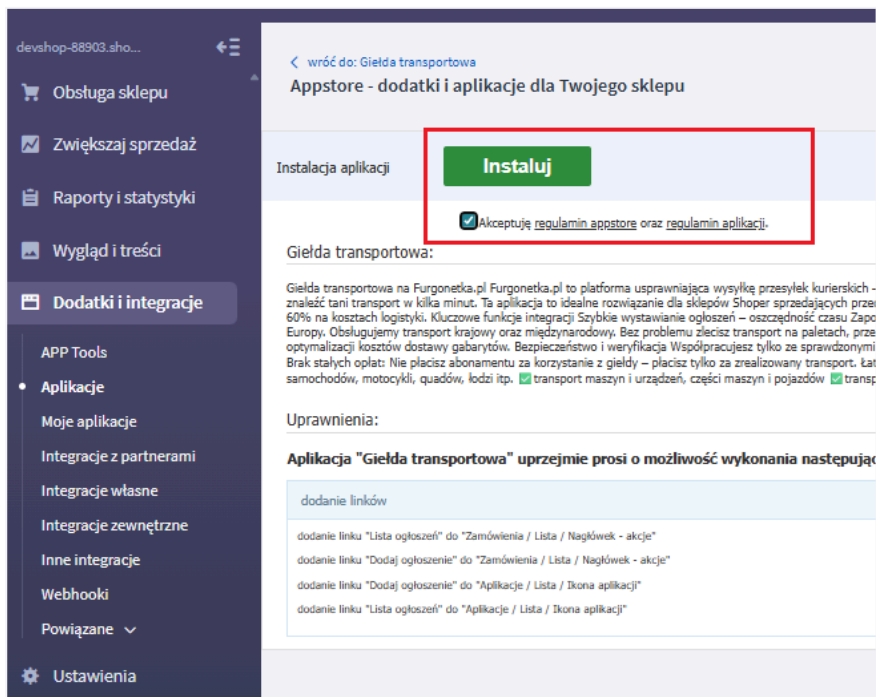 devshop-88903.sho...
Obsługa sklepu
Zwiększaj sprzedaż
Raporty i statystyki
Wygląd i treści
Dodatki i integracje
APP Tools
Aplikacje
Moje aplikacje
Integracje z partnerami
Integracje własne
Integracje zewnętrzne
Inne integracje
Webhooki
Powiązane
Ustawienia
wróć do: Giełda transportowa
Appstore - dodatki i aplikacje dla Twojego sklepu
Instalacja aplikacji
Instaluj
Akceptuję regulamin appstore oraz regulamin aplikacji.
Giełda transportowa:
Giełda transportowa na Furgonetka.pl Furgonetka.pl to platforma usprawniająca wysyłkę przesyłek kurierskich -
znaleźć tani transport w kilka minut. Ta aplikacja to idealne rozwiązanie dla sklepów Shoper sprzedających prze
60% na kosztach logistyki. Kluczowe funkcje integracji Szybkie wystawianie ogłoszeń – oszczędność czasu Zapo
Europy. Obsługujemy transport krajowy oraz międzynarodowy. Bez problemu zlecisz transport na paletach, prze
optymalizacji kosztów dostawy gabarytów. Bezpieczeństwo i weryfikacja Współpracujesz tylko ze sprawdzonymi
Brak stałych opłat: Nie płacisz abonamentu za korzystanie z giełdy – płacisz tylko za zrealizowany transport. Łat
samochodów, motocykli, quadów, łodzi itp. ✅ transport maszyn i urządzeń, części maszyn i pojazdów ✅ transp
Uprawnienia:
Aplikacja "Giełda transportowa" uprzejmie prosi o możliwość wykonania następując
dodanie linków
dodanie linku "Lista ogłoszeń" do "Zamówienia / Lista / Nagłówek - akcje"
dodanie linku "Dodaj ogłoszenie" do "Zamówienia / Lista / Nagłówek - akcje"
dodanie linku "Dodaj ogłoszenie" do "Aplikacje / Lista / Ikona aplikacji"
dodanie linku "Lista ogłoszeń" do "Aplikacje / Lista / Ikona aplikacji"